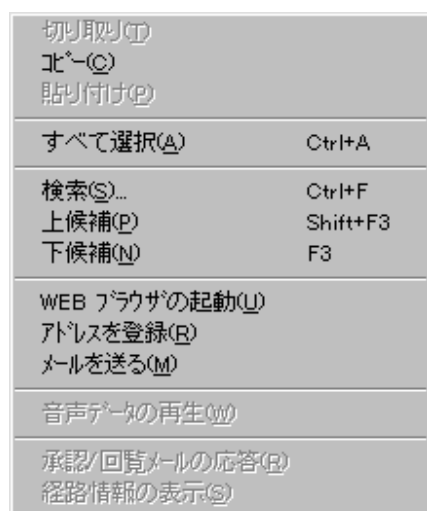 切り取り(T)
ｺﾋﾟｰ(C)
貼り付け(P)
すべて選択(A) Ctrl+A
検索(S)... Ctrl+F
上候補(P) Shift+F3
下候補(N) F3
WEB ﾌﾞﾗｳｻﾞの起動(U)
ｱﾄﾞﾚｽを登録(R)
ﾒｰﾙを送る(M)
音声ﾃﾞｰﾀの再生(W)
承認/回覧ﾒｰﾙの応答(R)
経路情報の表示(S)